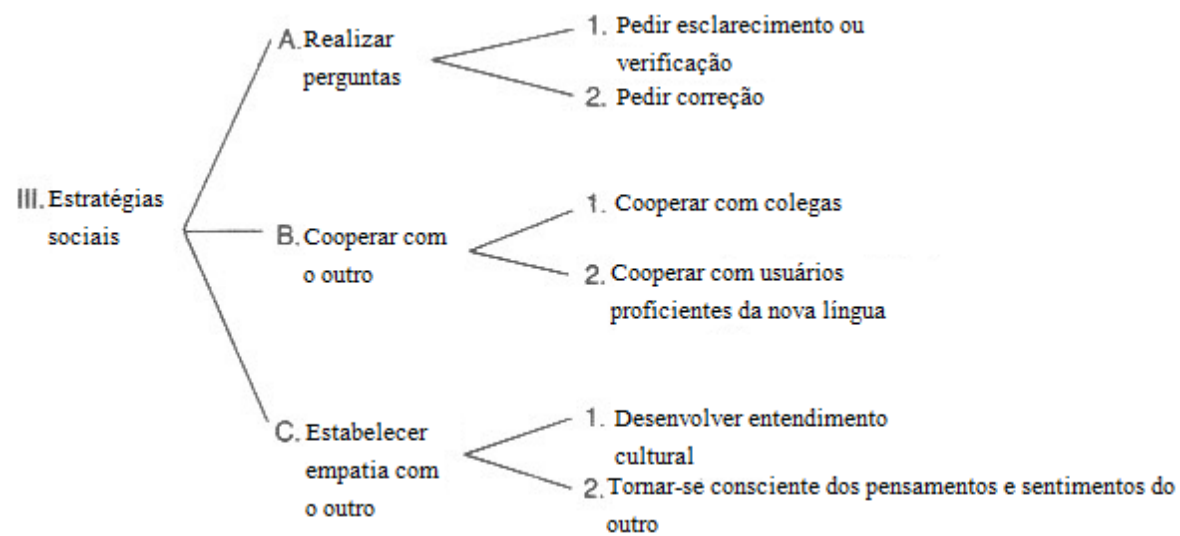 A. Realizar
perguntas
1. Pedir esclarecimento ou
verificação
2. Pedir correção
III. Estratégias
sociais
B. Cooperar com
o outro
1. Cooperar com colegas
2. Cooperar com usuários
proficientes da nova língua
C. Estabelecer
empatia com
o outro
1. Desenvolver entendimento
cultural
2. Tornar-se consciente dos pensamentos e sentimentos do
outro